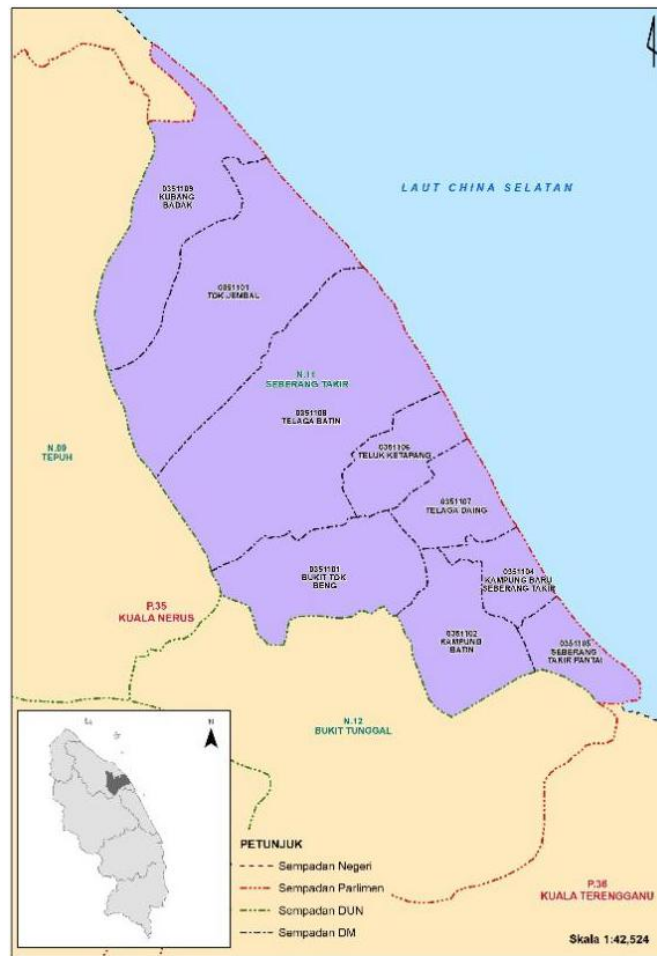 LAUT CHINA SELATAN
0351109
KUBANG
BADAK
0351101
TOK JEMBAL
N.11
SEBERANG TAKIR
0351108
TELAGA BATIN
0351106
TELUK KETAPANG
N.09
TEPUH
0351107
TELAGA DAING
0351101
BUKIT TOK
BENG
0351104
KAMPUNG BARU
SEBERANG TAKIR
P.35
KUALA NERUS
0351102
KAMPUNG
BATIN
0351105
SEBERANG
TAKIR PANTAI
N.12
BUKIT TUNGGAL
N
PETUNJUK
Sempadan Negeri
Sempadan Parlimen
Sempadan DUN
Sempadan DM
P.36
KUALA TERENGGANU
Skala 1:42,524